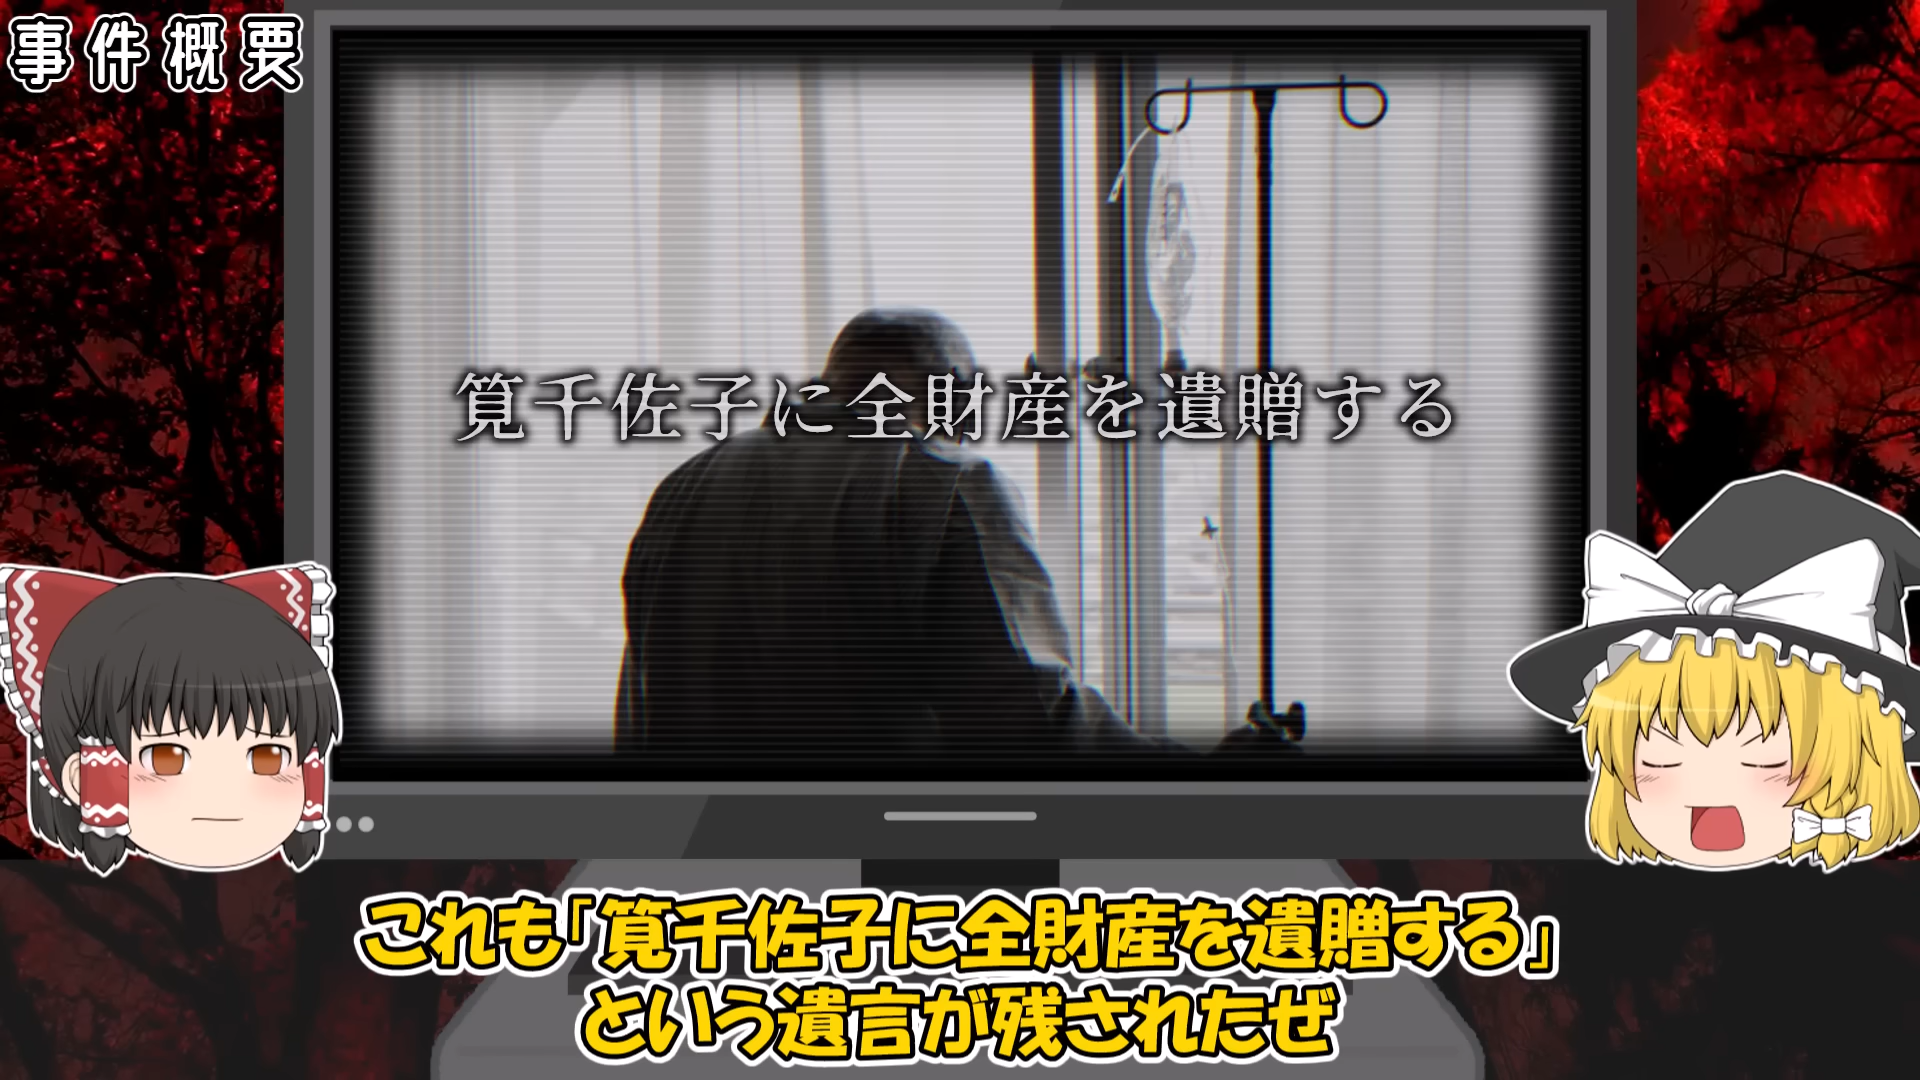 事件概要
筧千佐子に全財産を遺贈する
これも「筧千佐子に全財産を遺贈する」
という遺言が残されたぜ